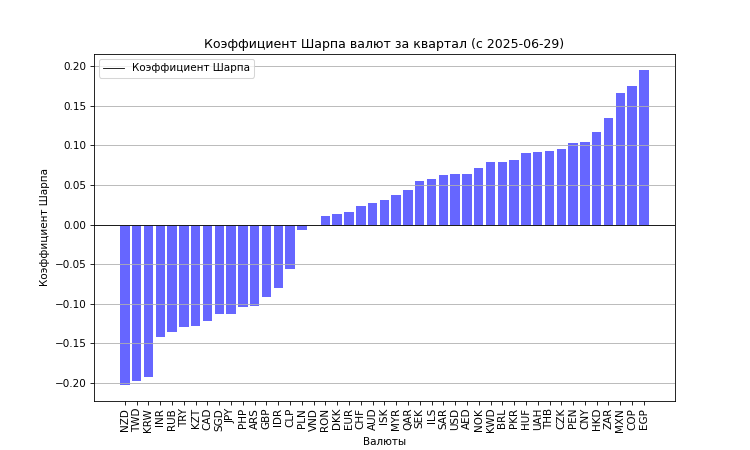 Коэффициент Шарпа валют за квартал (с 2025-06-29)
Коэффициент Шарпа
Коэффициент Шарпа
0.20
0.15
0.10
0.05
0.00
−0.05
−0.10
−0.15
−0.20
NZD TWD KRW INR RUB TRY KZT CAD SGD JPY PHP ARS GBP IDR CLP PLN VND RON DKK EUR CHF AUD ISK MYR QAR SEK ILS SAR USD AED NOK KWD BRL PKR HUF UAH THB CZK PEN CNY HKD ZAR MXN COP EGP
Валюты